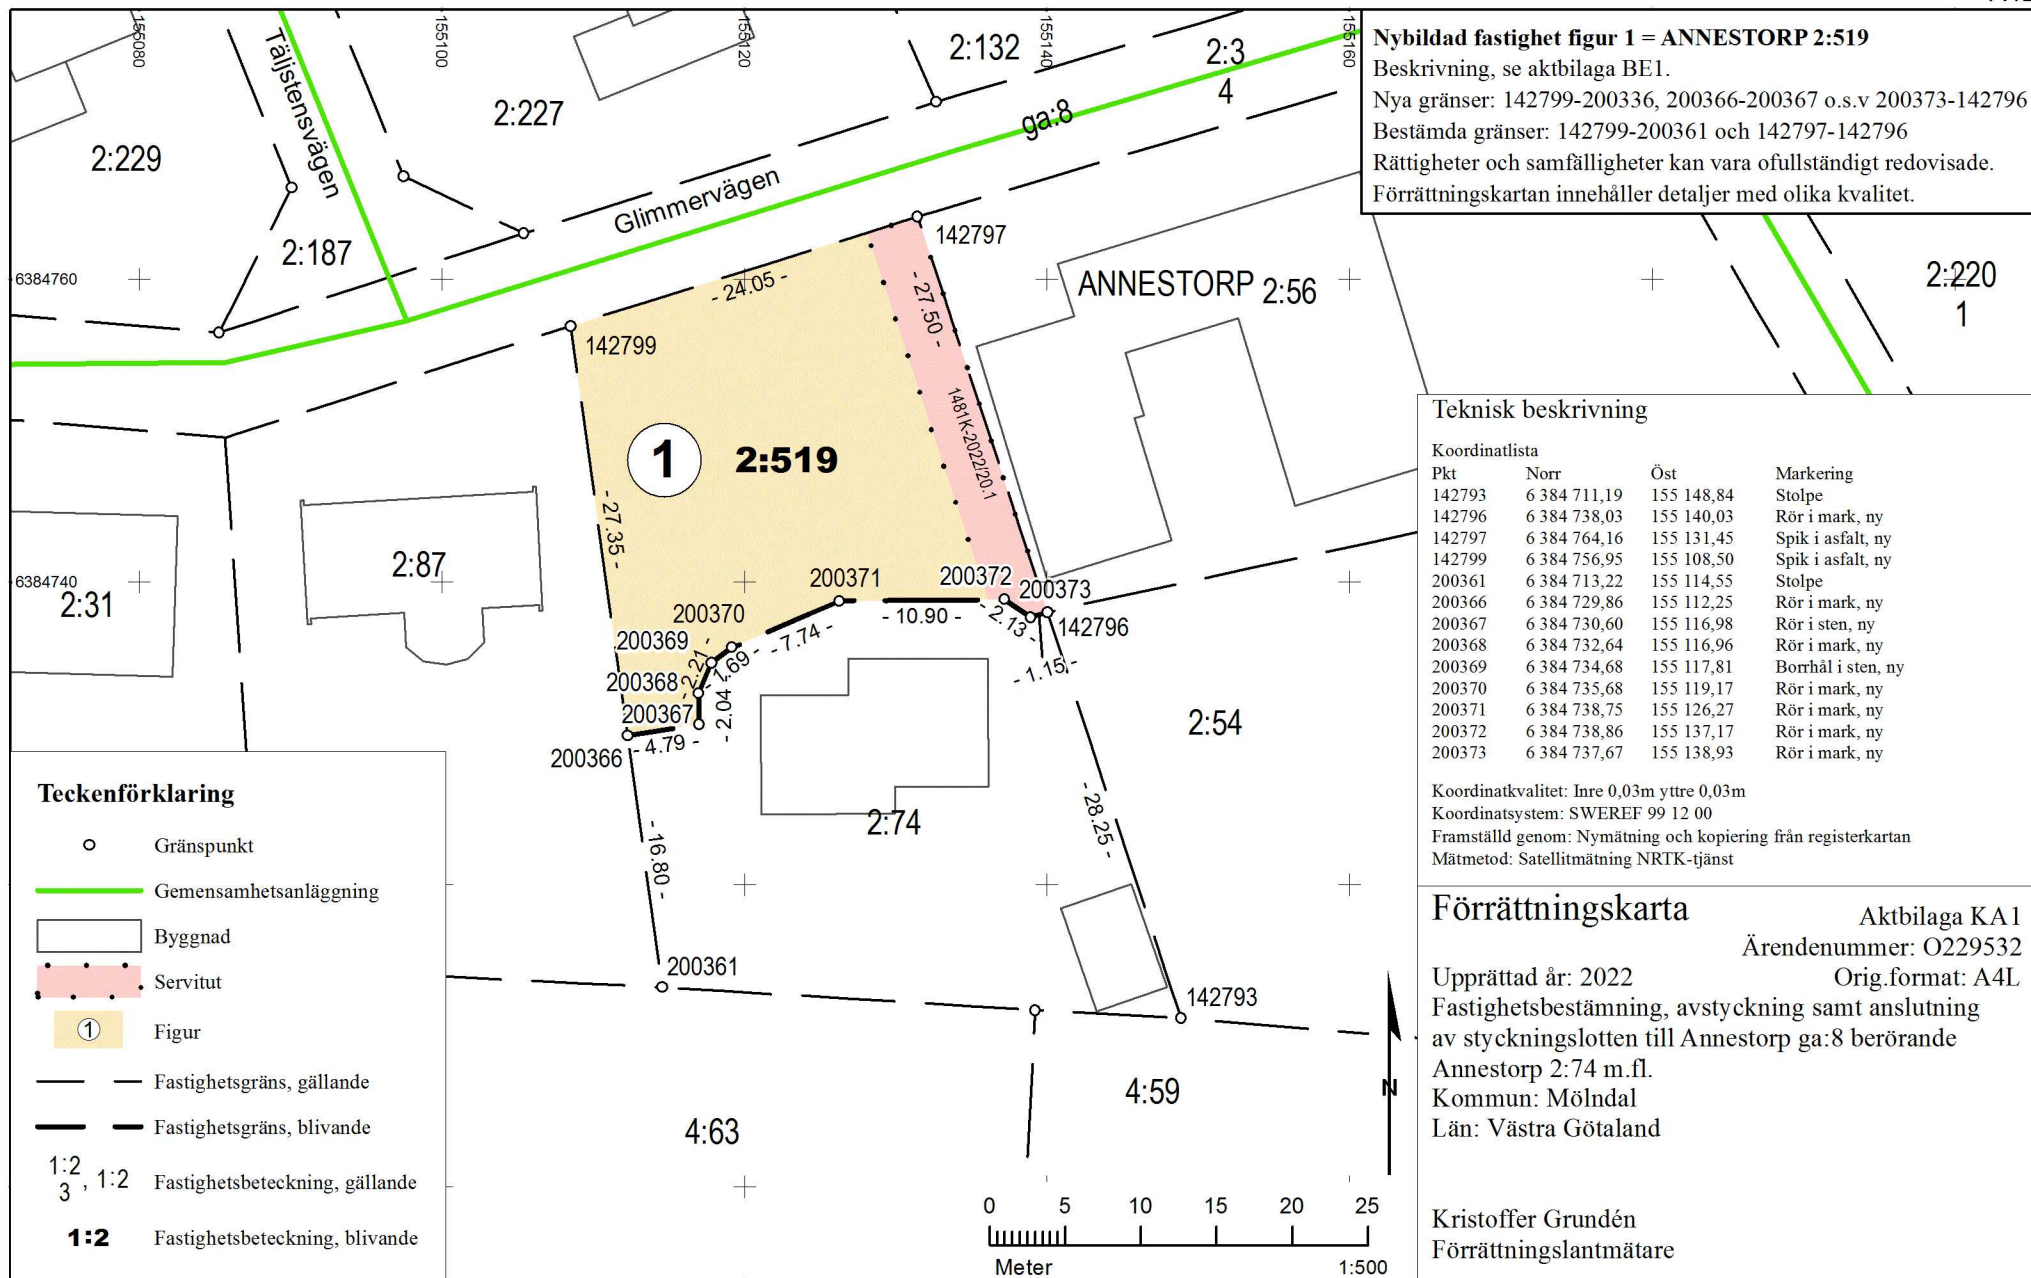 Nybildad fastighet figur 1 = ANNESTORP 2:519
Beskrivning, se aktbilaga BE1.
Nya gränser: 142799-200336, 200366-200367 o.s.v 200373-142796
Bestämda gränser: 142799-200361 och 142797-142796
Rättigheter och samfälligheter kan vara ofullständigt redovisade.
Förrättningskartan innehåller detaljer med olika kvalitet.
155080
155100
155120
155140
155160
Täljstensvägen
2:132
2:3
4
2:227
ga:8
2:229
Glimmervägen
2:187
142797
6384760
- 24.05 -
- 27.50 -
ANNESTORP 2:56
2:220
1
142799
1481K-2022/20.1
1
2:519
- 27.35 -
2:87
6384740
2:31
200371
200372
200373
200370
- 10.90 -
- 2.13 -
142796
200369
- 7.74 -
- 2.21 -
- 1.69 -
200368
- 1.15 -
200367
- 2.04 -
- 4.79 -
200366
2:54
2:74
- 16.80 -
- 28.25 -
200361
142793
4:59
4:63
N
0 5 10 15 20 25
Meter
1:500
Teckenförklaring
Gränspunkt
Gemensamhetsanläggning
Byggnad
Servitut
1 Figur
Fastighetsgräns, gällande
Fastighetsgräns, blivande
1:2
3 , 1:2 Fastighetsbeteckning, gällande
1:2 Fastighetsbeteckning, blivande
Teknisk beskrivning
Koordinatlista
Pkt Norr Öst Markering
142793 6 384 711,19 155 148,84 Stolpe
142796 6 384 738,03 155 140,03 Rör i mark, ny
142797 6 384 764,16 155 131,45 Spik i asfalt, ny
142799 6 384 756,95 155 108,50 Spik i asfalt, ny
200361 6 384 713,22 155 114,55 Stolpe
200366 6 384 729,86 155 112,25 Rör i mark, ny
200367 6 384 730,60 155 116,98 Rör i sten, ny
200368 6 384 732,64 155 116,96 Rör i mark, ny
200369 6 384 734,68 155 117,81 Borrhål i sten, ny
200370 6 384 735,68 155 119,17 Rör i mark, ny
200371 6 384 738,75 155 126,27 Rör i mark, ny
200372 6 384 738,86 155 137,17 Rör i mark, ny
200373 6 384 737,67 155 138,93 Rör i mark, ny
Koordinatkvalitet: Inre 0,03m yttre 0,03m
Koordinatsystem: SWEREF 99 12 00
Framställd genom: Nymätning och kopiering från registerkartan
Mätmetod: Satellitmätning NRTK-tjänst
Förrättningskarta
Aktbilaga KA1
Ärendenummer: O229532
Upprättad år: 2022 Orig.format: A4L
Fastighetsbestämning, avstyckning samt anslutning
av styckningslotten till Annestorp ga:8 berörande
Annestorp 2:74 m.fl.
Kommun: Mölndal
Län: Västra Götaland
Kristoffer Grundén
Förrättningslantmätare